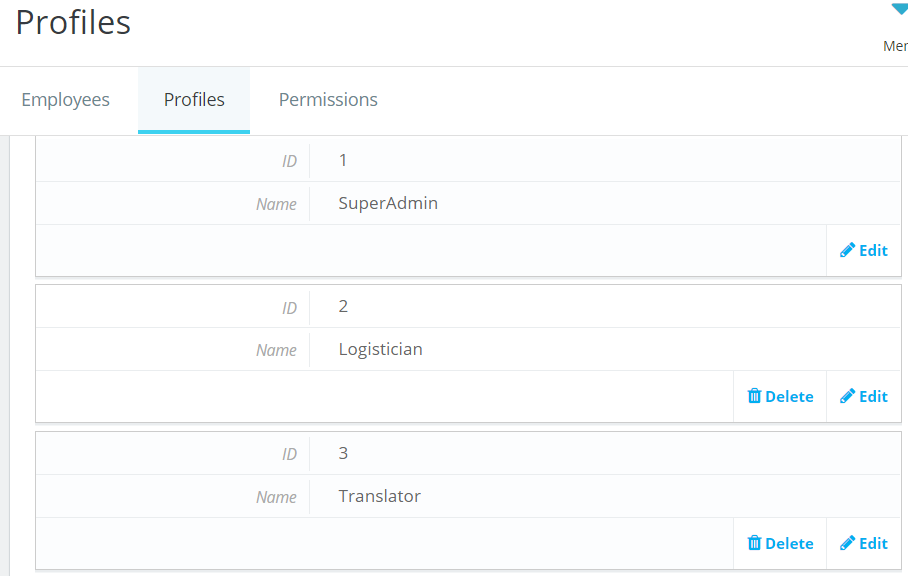 Profiles
Mer
Employees Profiles Permissions
ID 1
Name SuperAdmin
Edit
ID 2
Name Logistician
Delete Edit
ID 3
Name Translator
Delete Edit